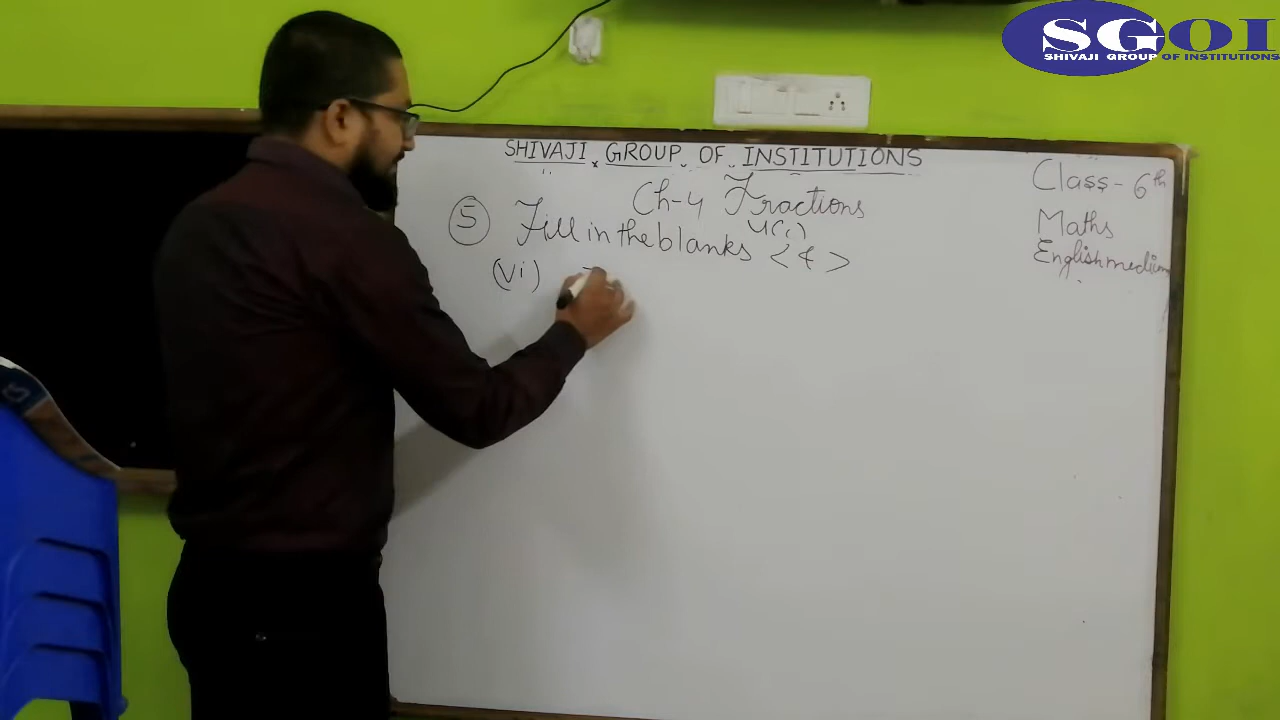 SGOI
SHIVAJI GROUP OF INSTITUTIONS
SHIVAJI GROUP OF INSTITUTIONS
Class - 6th
Ch-4 Fractions
Maths
5 Fill in the blanks < & >
English medium
(vi)